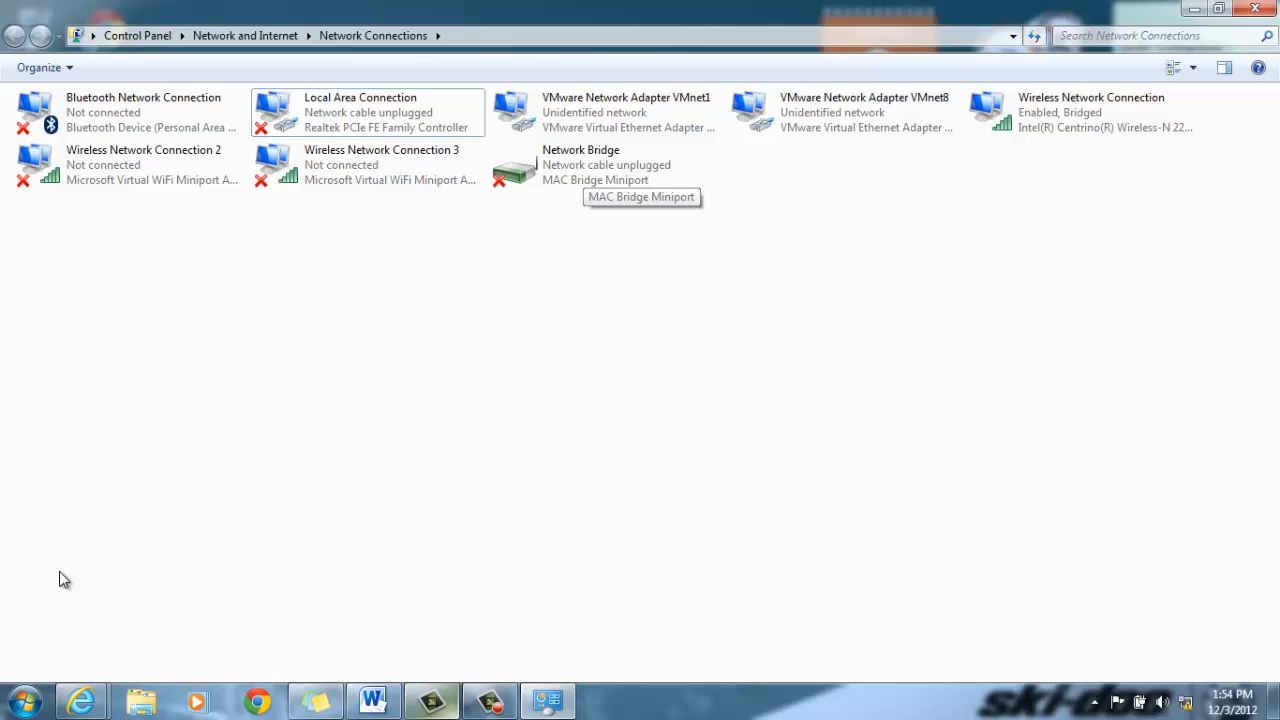 Control Panel Network and Internet Network Connections
Search Network Connections
Organize
Bluetooth Network Connection
Not connected
Bluetooth Device (Personal Area ...
Local Area Connection
Network cable unplugged
Realtek PCIe FE Family Controller
VMware Network Adapter VMnet1
Unidentified network
VMware Virtual Ethernet Adapter ...
VMware Network Adapter VMnet8
Unidentified network
VMware Virtual Ethernet Adapter ...
Wireless Network Connection
Enabled, Bridged
Intel(R) Centrino(R) Wireless-N 22...
Wireless Network Connection 2
Not connected
Microsoft Virtual WiFi Miniport A...
Wireless Network Connection 3
Not connected
Microsoft Virtual WiFi Miniport A...
Network Bridge
Network cable unplugged
MAC Bridge Miniport
MAC Bridge Miniport
1:54 PM
12/3/2012